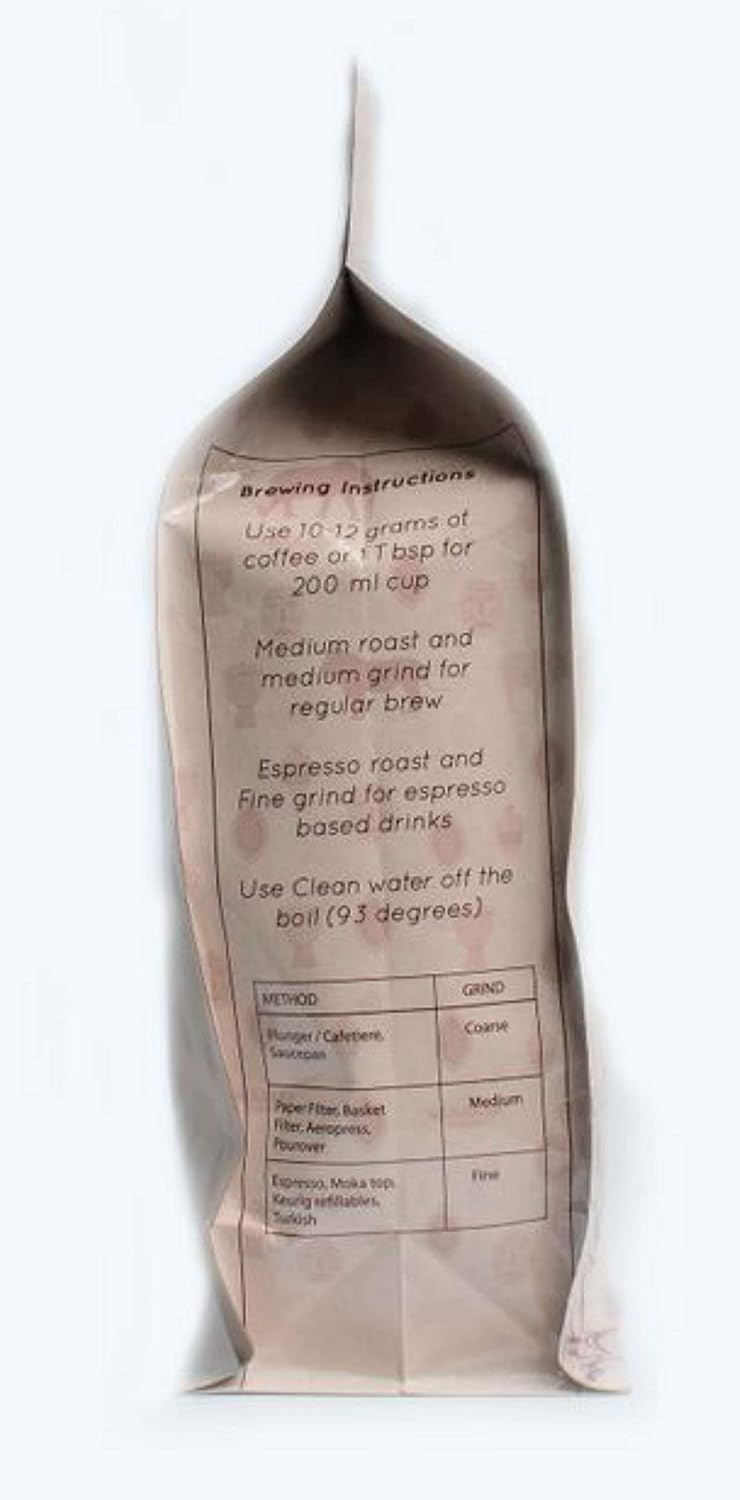 Brewing Instructions
Use 10-12 grams of
coffee or 1 Tbsp for
200 ml cup
Medium roast and
medium grind for
regular brew
Espresso roast and
Fine grind for espresso
based drinks
Use Clean water off the
boil (93 degrees)
METHOD GRIND
Plunger / Cafetiere, Coarse
Saucepan
Paper Filter, Basket Medium
Filter, Aeropress,
Pourover
Espresso, Moka top, Fine
Keurig refillables,
Turkish